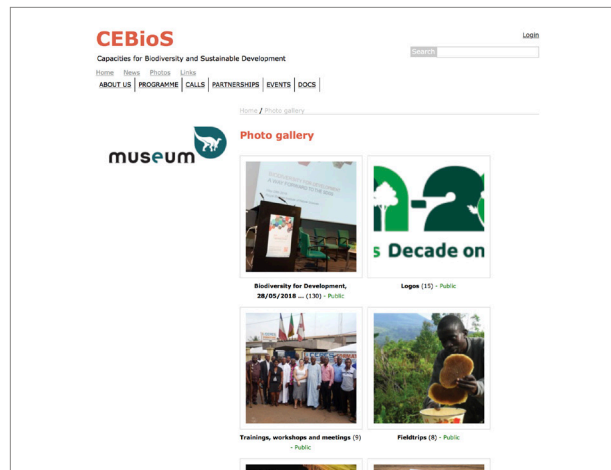 CEBioS
Login
Capacities for Biodiversity and Sustainable Development
Search
Home News Photos Links
ABOUT US PROGRAMME CALLS PARTNERSHIPS EVENTS DOCS
Home / Photo gallery
museum
Photo gallery
n-2
s Decade on
Biodiversity for Development,
28/05/2018 ... (130) - Public
Logos (15) - Public
Trainings, workshops and meetings (9)
- Public
Fieldtrips (8) - Public